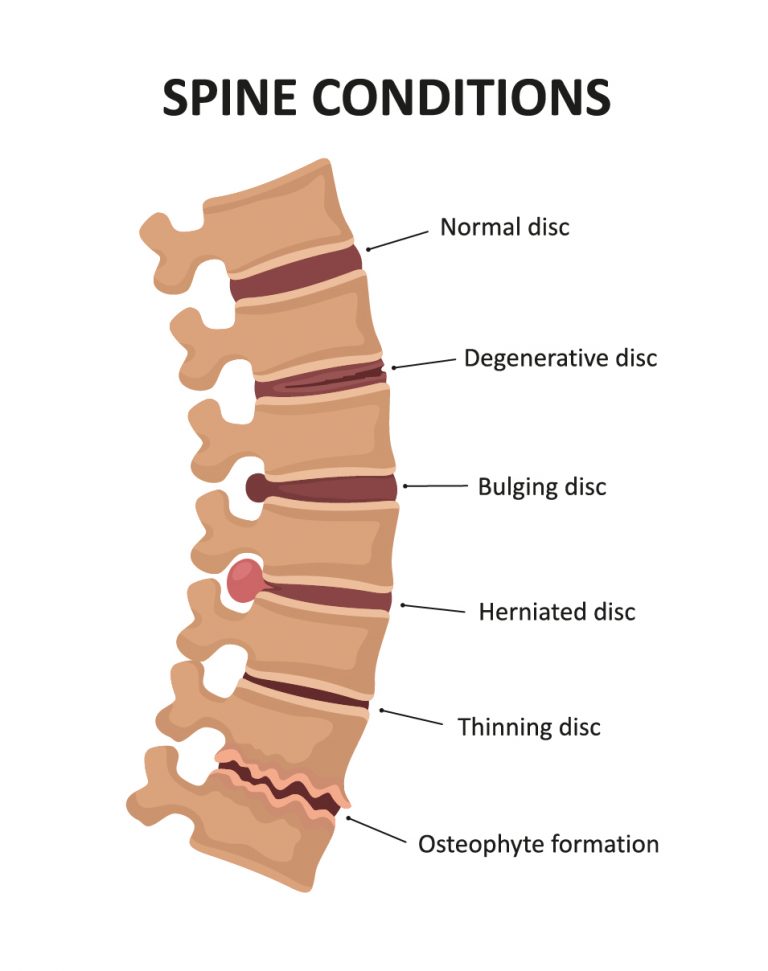 SPINE CONDITIONS
Normal disc
Degenerative disc
Bulging disc
Herniated disc
Thinning disc
Osteophyte formation